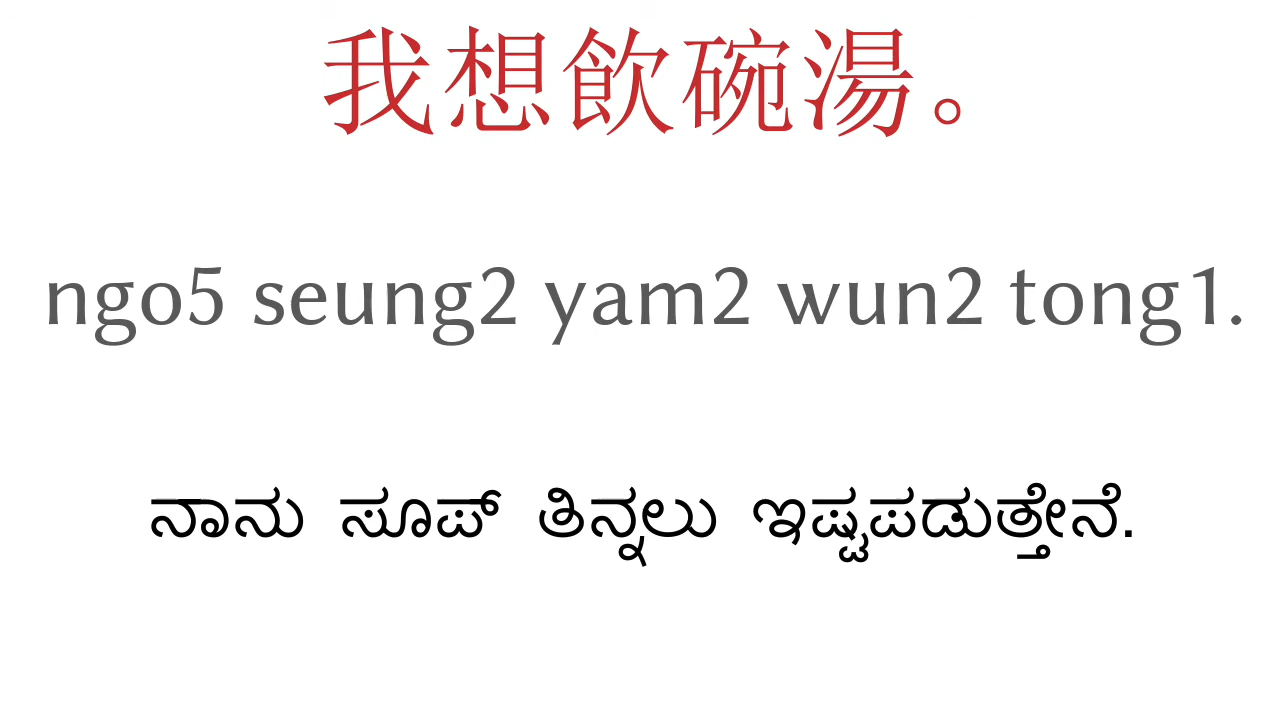 我想飲碗湯。
ngo5 seung2 yam2 wun2 tong1.
ನಾನು ಸೂಪ್ ತಿನ್ನಲು ಇಷ್ಟಪಡುತ್ತೇನೆ.